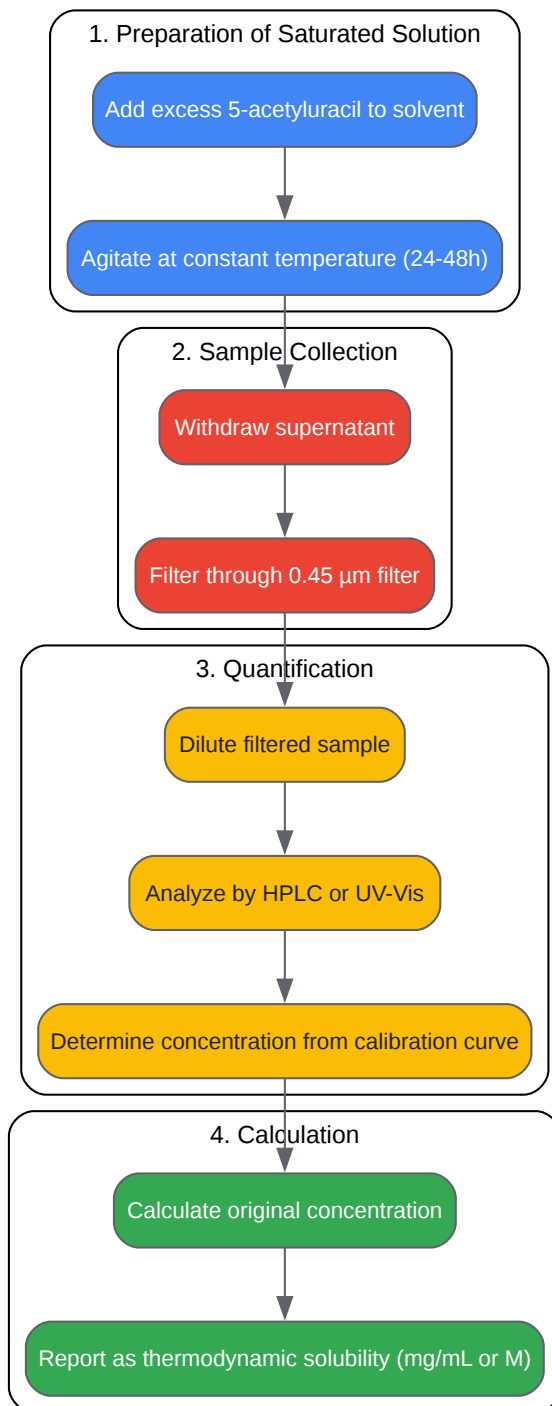 1. Preparation of Saturated Solution
Add excess 5-acetyluracil to solvent
Agitate at constant temperature (24-48h)
2. Sample Collection
Withdraw supernatant
Filter through 0.45 µm filter
3. Quantification
Dilute filtered sample
Analyze by HPLC or UV-Vis
Determine concentration from calibration curve
4. Calculation
Calculate original concentration
Report as thermodynamic solubility (mg/mL or M)